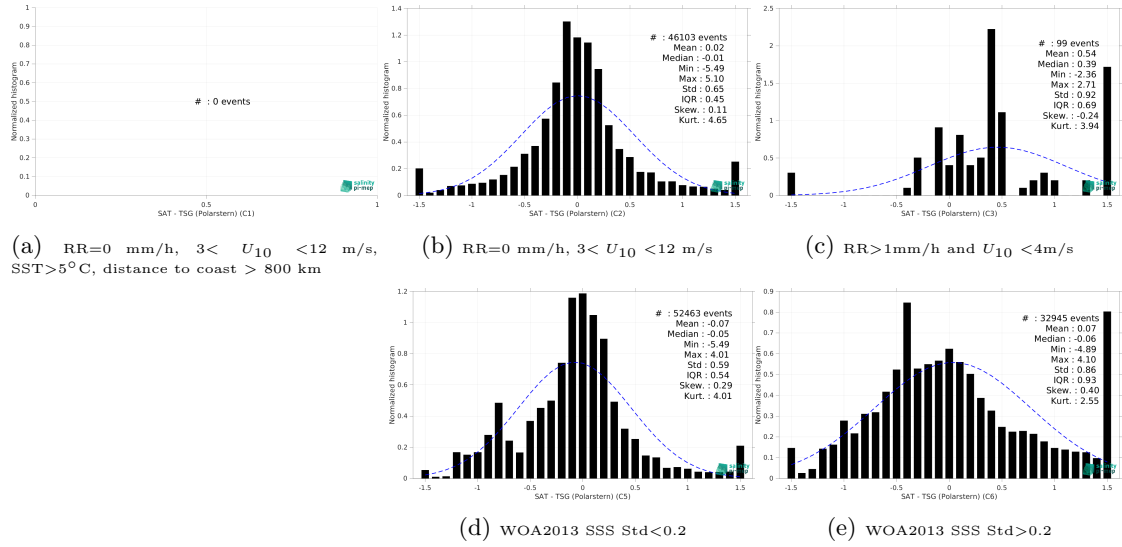 1
0.9
0.8
0.7
0.6
0.5
0.4
0.3
0.2
0.1
0
Normalized histogram
# : 0 events
0
0.5
1
SAT - TSG (Polarstern) (C1)
salinity
pi-mep
(a) RR=0 mm/h, 3< U10 <12 m/s,
SST>5°C, distance to coast > 800 km
1.4
1.2
1
0.8
0.6
0.4
0.2
0
Normalized histogram
# : 46103 events
Mean : 0.02
Median : -0.01
Min : -5.49
Max : 5.10
Std : 0.65
IQR : 0.45
Skew. : 0.11
Kurt. : 4.65
-1.5
-1
-0.5
0
0.5
1
1.5
SAT - TSG (Polarstern) (C2)
salinity
pi-mep
(b) RR=0 mm/h, 3< U10 <12 m/s
2.5
2
1.5
1
0.5
0
Normalized histogram
# : 99 events
Mean : 0.54
Median : 0.39
Min : -2.36
Max : 2.71
Std : 0.92
IQR : 0.69
Skew. : -0.24
Kurt. : 3.94
-1.5
-1
-0.5
0
0.5
1
1.5
SAT - TSG (Polarstern) (C3)
salinity
pi-mep
(c) RR>1mm/h and U10 <4m/s
1.2
1
0.8
0.6
0.4
0.2
0
Normalized histogram
# : 52463 events
Mean : -0.07
Median : -0.05
Min : -5.49
Max : 4.01
Std : 0.59
IQR : 0.54
Skew. : 0.29
Kurt. : 4.01
-1.5
-1
-0.5
0
0.5
1
1.5
SAT - TSG (Polarstern) (C5)
salinity
pi-mep
(d) WOA2013 SSS Std<0.2
0.9
0.8
0.7
0.6
0.5
0.4
0.3
0.2
0.1
0
Normalized histogram
# : 32945 events
Mean : 0.07
Median : -0.06
Min : -4.89
Max : 4.10
Std : 0.86
IQR : 0.93
Skew. : 0.40
Kurt. : 2.55
-1.5
-1
-0.5
0
0.5
1
1.5
SAT - TSG (Polarstern) (C6)
salinity
pi-mep
(e) WOA2013 SSS Std>0.2